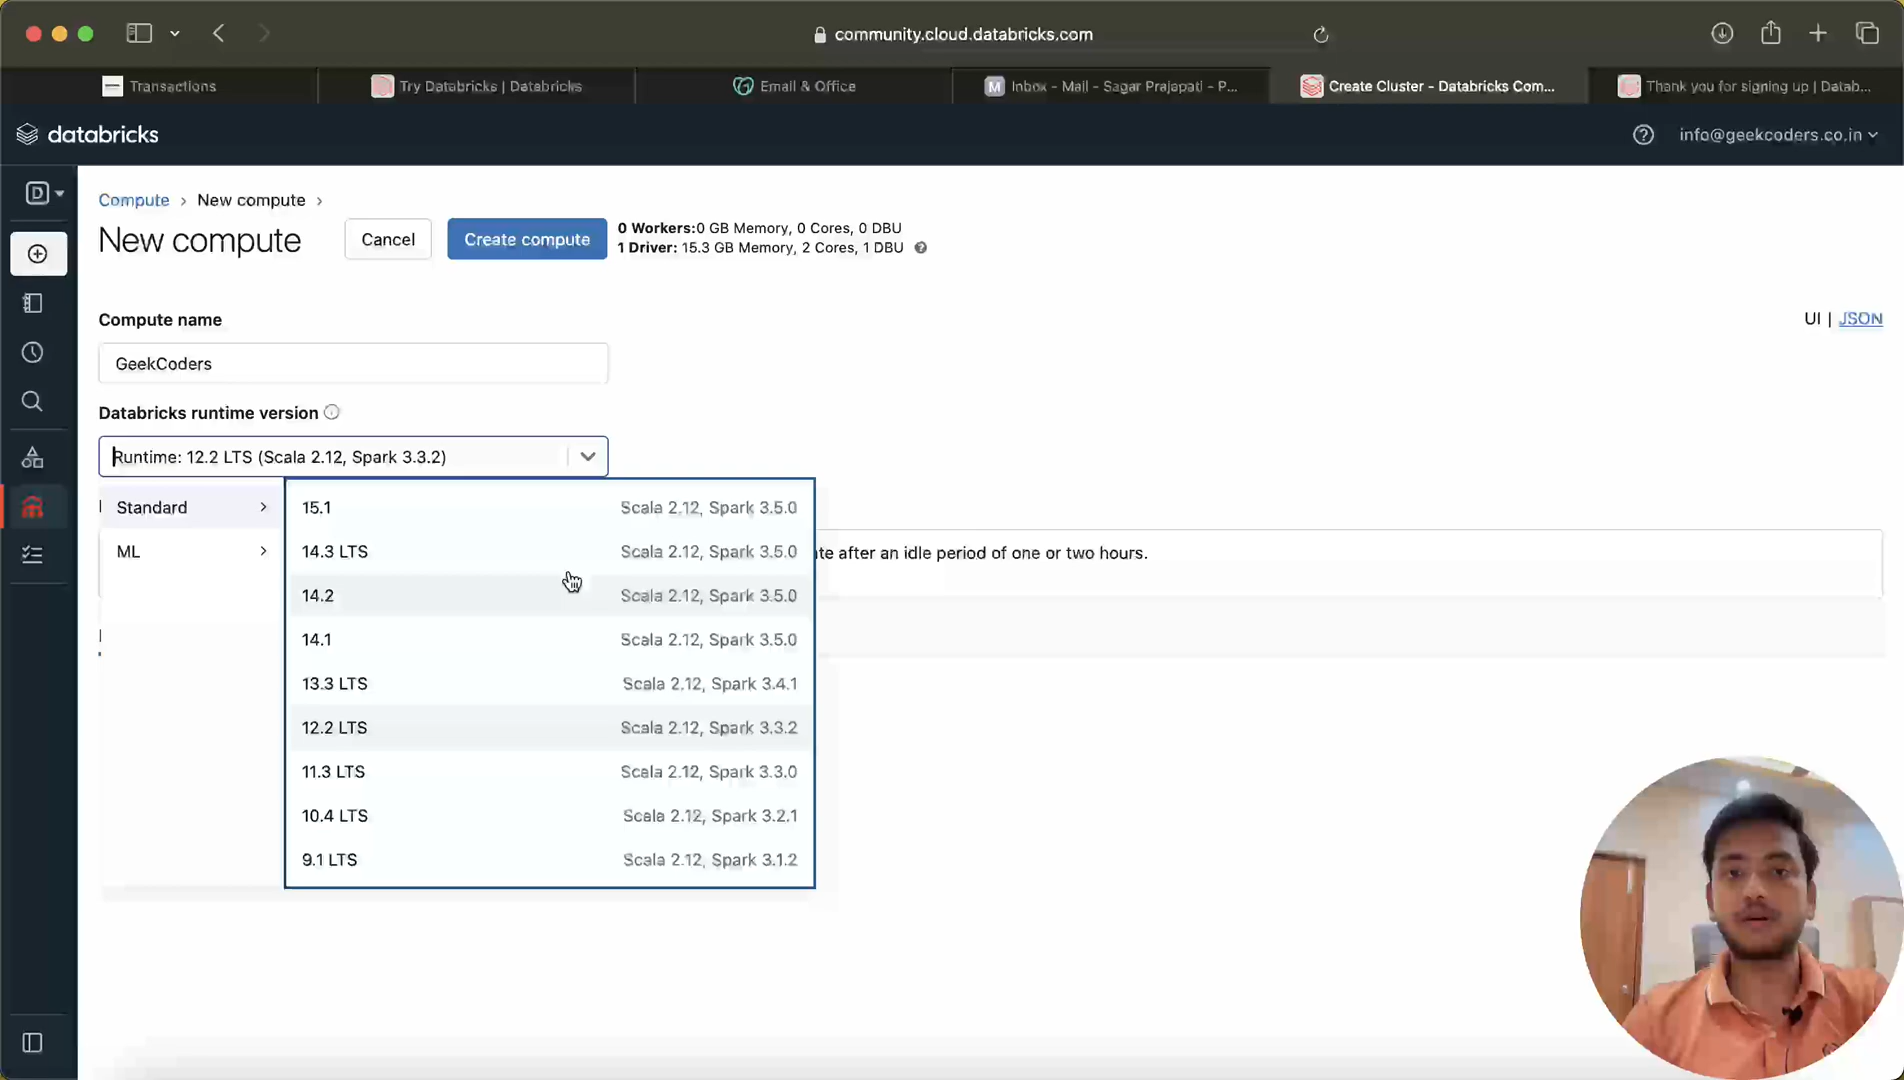 community.cloud.databricks.com
Transactions
Try Databricks | Databricks
Email & Office
M Inbox - Mail - Sagar Prajapati - P...
Create Cluster - Databricks Com...
Thank you for signing up | Datab...
databricks
info@geekcoders.co.in
D
Compute › New compute ›
New compute
Cancel
Create compute
0 Workers:0 GB Memory, 0 Cores, 0 DBU
1 Driver: 15.3 GB Memory, 2 Cores, 1 DBU
Compute name
UI | JSON
GeekCoders
Databricks runtime version
Runtime: 12.2 LTS (Scala 2.12, Spark 3.3.2)
Standard
ML
15.1 Scala 2.12, Spark 3.5.0
14.3 LTS Scala 2.12, Spark 3.5.0
after an idle period of one or two hours.
14.2 Scala 2.12, Spark 3.5.0
14.1 Scala 2.12, Spark 3.5.0
13.3 LTS Scala 2.12, Spark 3.4.1
12.2 LTS Scala 2.12, Spark 3.3.2
11.3 LTS Scala 2.12, Spark 3.3.0
10.4 LTS Scala 2.12, Spark 3.2.1
9.1 LTS Scala 2.12, Spark 3.1.2